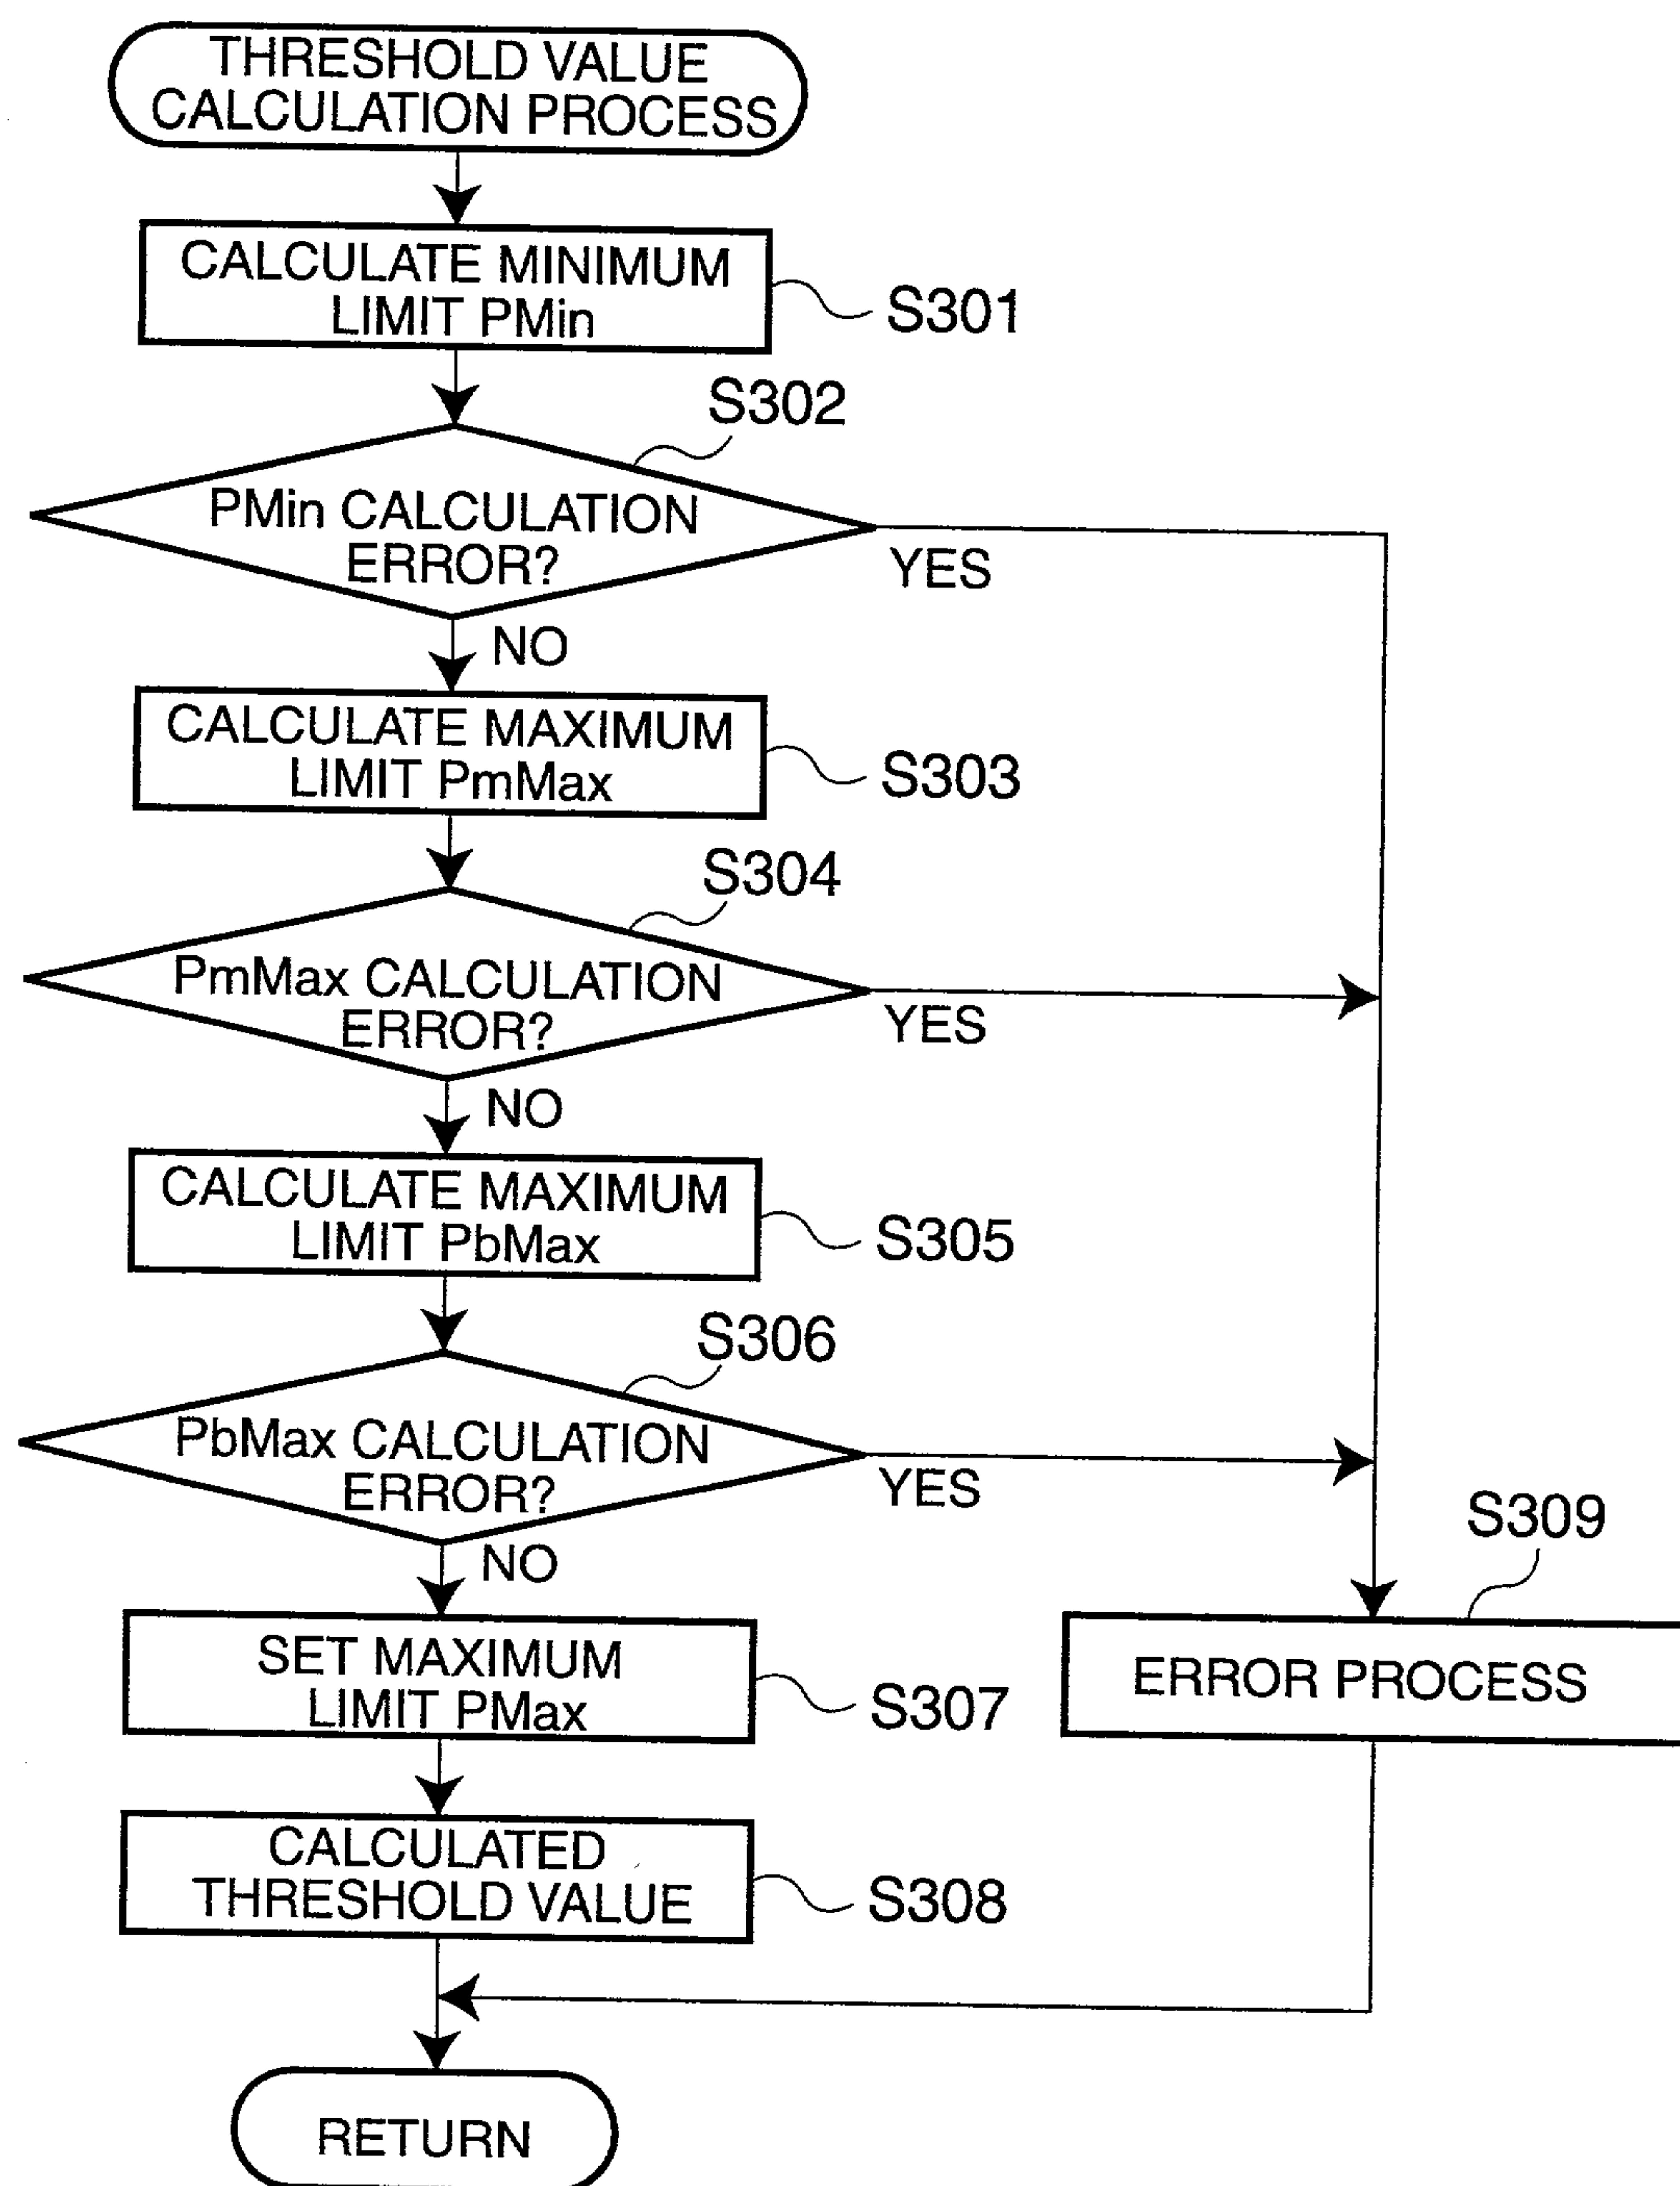 THRESHOLD VALUE
CALCULATION PROCESS
CALCULATE MINIMUM
LIMIT PMin
S301
S302
PMin CALCULATION
ERROR?
YES
NO
CALCULATE MAXIMUM
LIMIT PmMax
S303
S304
PmMax CALCULATION
ERROR?
YES
NO
CALCULATE MAXIMUM
LIMIT PbMax
S305
S306
PbMax CALCULATION
ERROR?
YES
NO
S309
SET MAXIMUM
LIMIT PMax
S307
ERROR PROCESS
CALCULATED
THRESHOLD VALUE
S308
RETURN